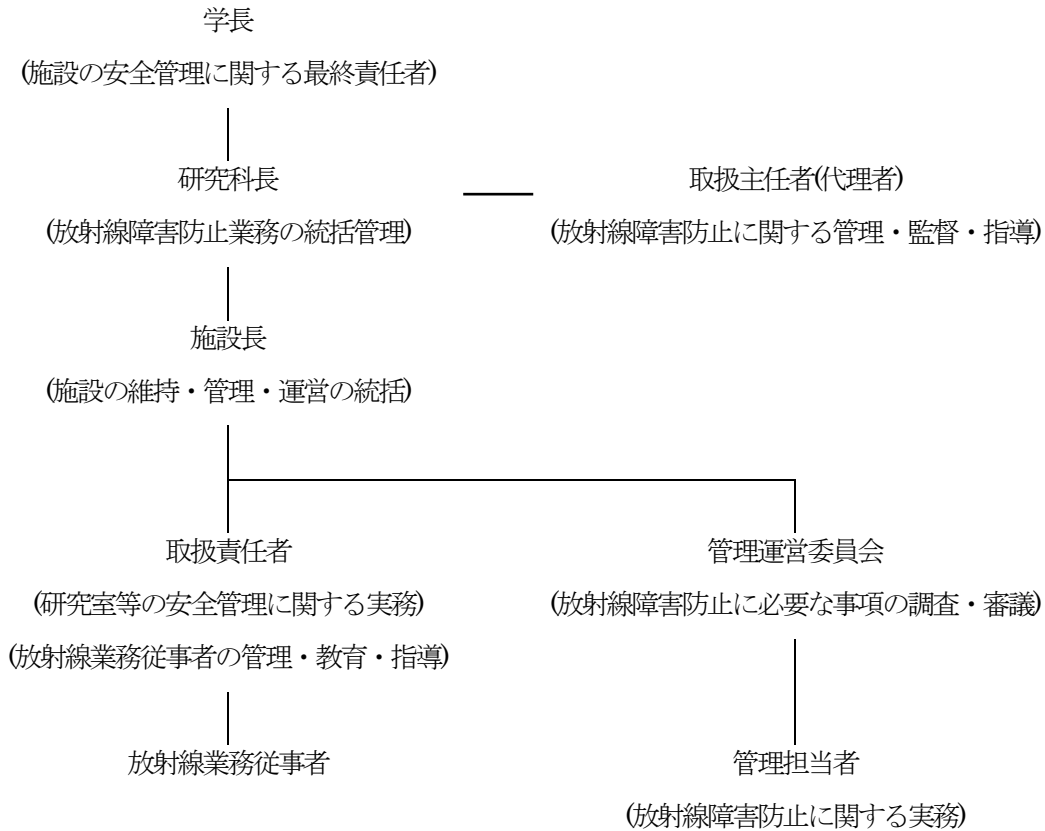 学長
(施設の安全管理に関する最終責任者)
研究科長
(放射線障害防止業務の統括管理)
取扱主任者(代理者)
(放射線障害防止に関する管理・監督・指導)
施設長
(施設の維持・管理・運営の統括)
取扱責任者
(研究室等の安全管理に関する実務)
(放射線業務従事者の管理・教育・指導)
放射線業務従事者
管理運営委員会
(放射線障害防止に必要な事項の調査・審議)
管理担当者
(放射線障害防止に関する実務)